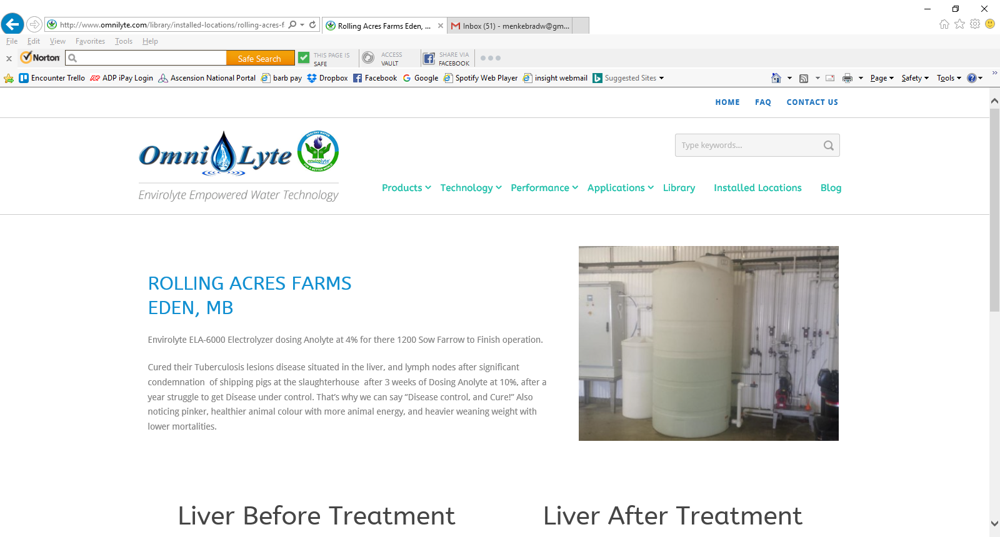 http://www.omnilyte.com/library/installed-locations/rolling-acres-f
Rolling Acres Farms Eden, ...
Inbox (51) - menkebradw@gm...
File Edit View Favorites Tools Help
Norton
Safe Search
THIS PAGE IS
SAFE
ACCESS
VAULT
SHARE VIA
FACEBOOK
Encounter Trello ADP iPay Login Ascension National Portal barb pay Dropbox Facebook Google Spotify Web Player insight webmail Suggested Sites
Page Safety Tools
HOME FAQ CONTACT US
Omni Lyte
HEALTHY WATER
envirolyte
FOR A BETTER WORLD
Envirolyte Empowered Water Technology
Type keywords...
Products Technology Performance Applications Library Installed Locations Blog
ROLLING ACRES FARMS
EDEN, MB
Envirolyte ELA-6000 Electrolyzer dosing Anolyte at 4% for there 1200 Sow Farrow to Finish operation.
Cured their Tuberculosis lesions disease situated in the liver, and lymph nodes after significant
condemnation of shipping pigs at the slaughterhouse after 3 weeks of Dosing Anolyte at 10%, after a
year struggle to get Disease under control. That’s why we can say “Disease control, and Cure!” Also
noticing pinker, healthier animal colour with more animal energy, and heavier weaning weight with
lower mortalities.
Liver Before Treatment
Liver After Treatment